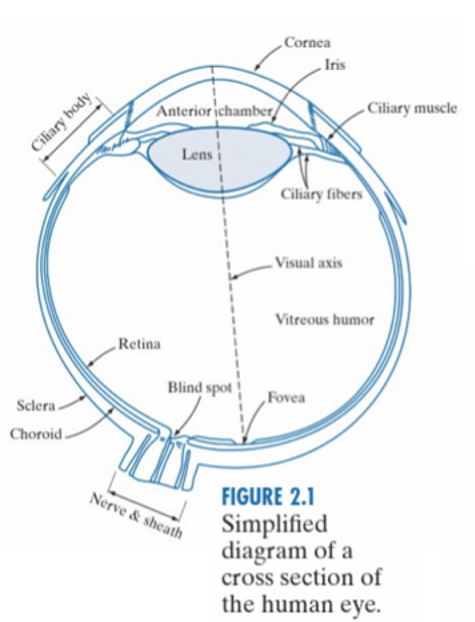 Cornea
Iris
Ciliary body
Anterior chamber
Ciliary muscle
Lens
Ciliary fibers
Visual axis
Vitreous humor
Retina
Blind spot
Fovea
Sclera
Choroid
Nerve & sheath
FIGURE 2.1
Simplified
diagram of a
cross section of
the human eye.